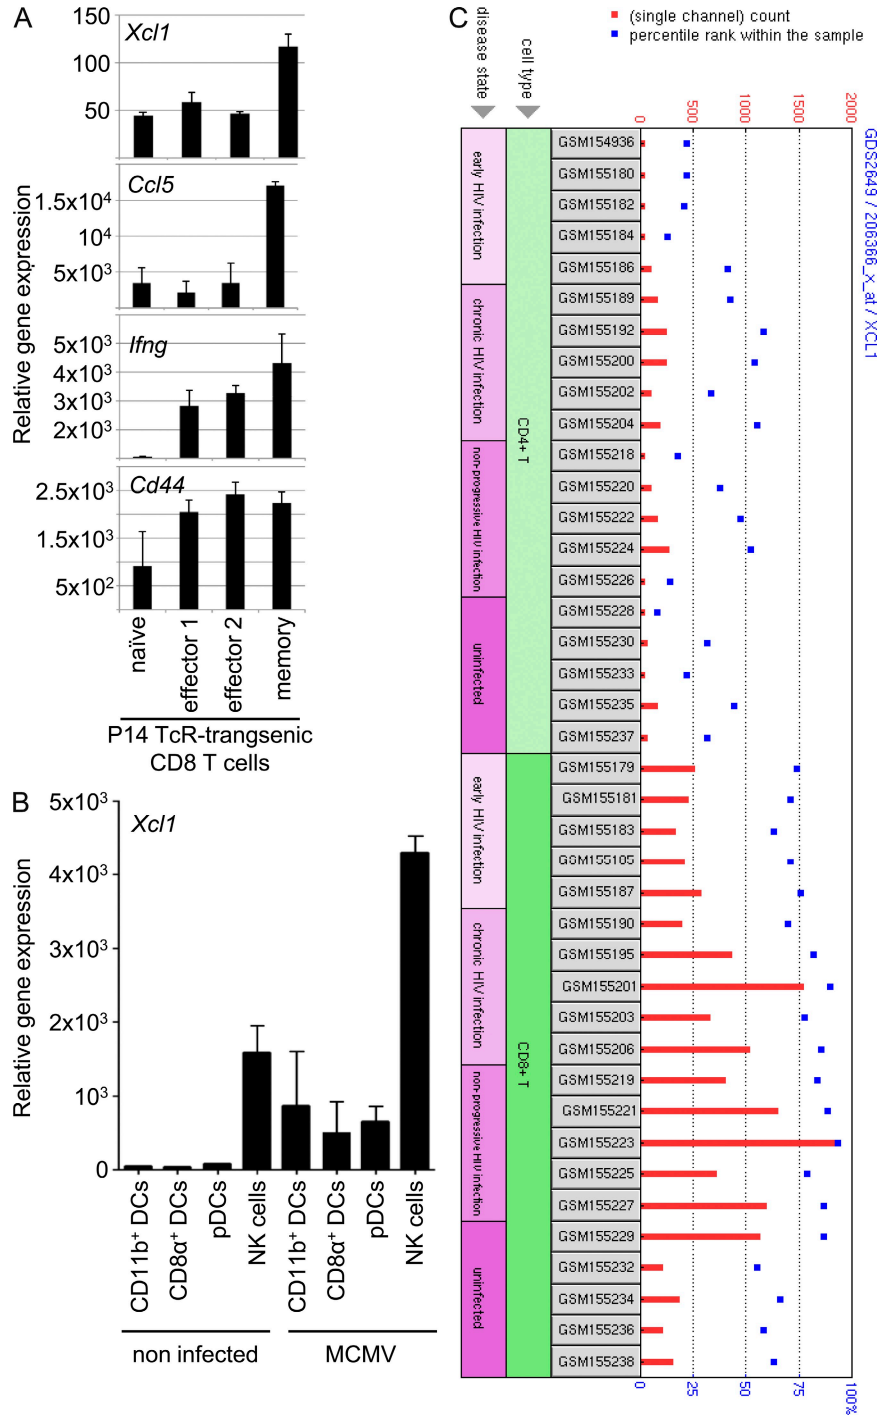 A
Xcl1
150
100
50
Ccl5
1.5x10⁴
10⁴
5x10³
Ifng
5x10³
4x10³
3x10³
2x10³
Cd44
2.5x10³
1.5x10³
5x10²
Relative gene expression
naïve
effector 1
effector 2
memory
P14 TcR-trangsenic
CD8 T cells
B
Xcl1
5x10³
4x10³
3x10³
2x10³
10³
0
Relative gene expression
CD11b⁺ DCs
CD8α⁺ DCs
pDCs
NK cells
CD11b⁺ DCs
CD8α⁺ DCs
pDCs
NK cells
non infected
MCMV
C
(single channel) count
percentile rank within the sample
disease state
cell type
0
500
1000
1500
2000
GDS2649 / 206366_x_at / XCL1
early HIV infection
chronic HIV infection
non-progressive HIV infection
uninfected
early HIV infection
chronic HIV infection
non-progressive HIV infection
uninfected
CD4+ T
CD8+ T
GSM154936
GSM155180
GSM155182
GSM155184
GSM155186
GSM155189
GSM155192
GSM155200
GSM155202
GSM155204
GSM155218
GSM155220
GSM155222
GSM155224
GSM155226
GSM155228
GSM155230
GSM155233
GSM155235
GSM155237
GSM155179
GSM155181
GSM155183
GSM155105
GSM155187
GSM155190
GSM155195
GSM155201
GSM155203
GSM155206
GSM155219
GSM155221
GSM155223
GSM155225
GSM155227
GSM155229
GSM155232
GSM155234
GSM155236
GSM155238
0
25
50
75
100%